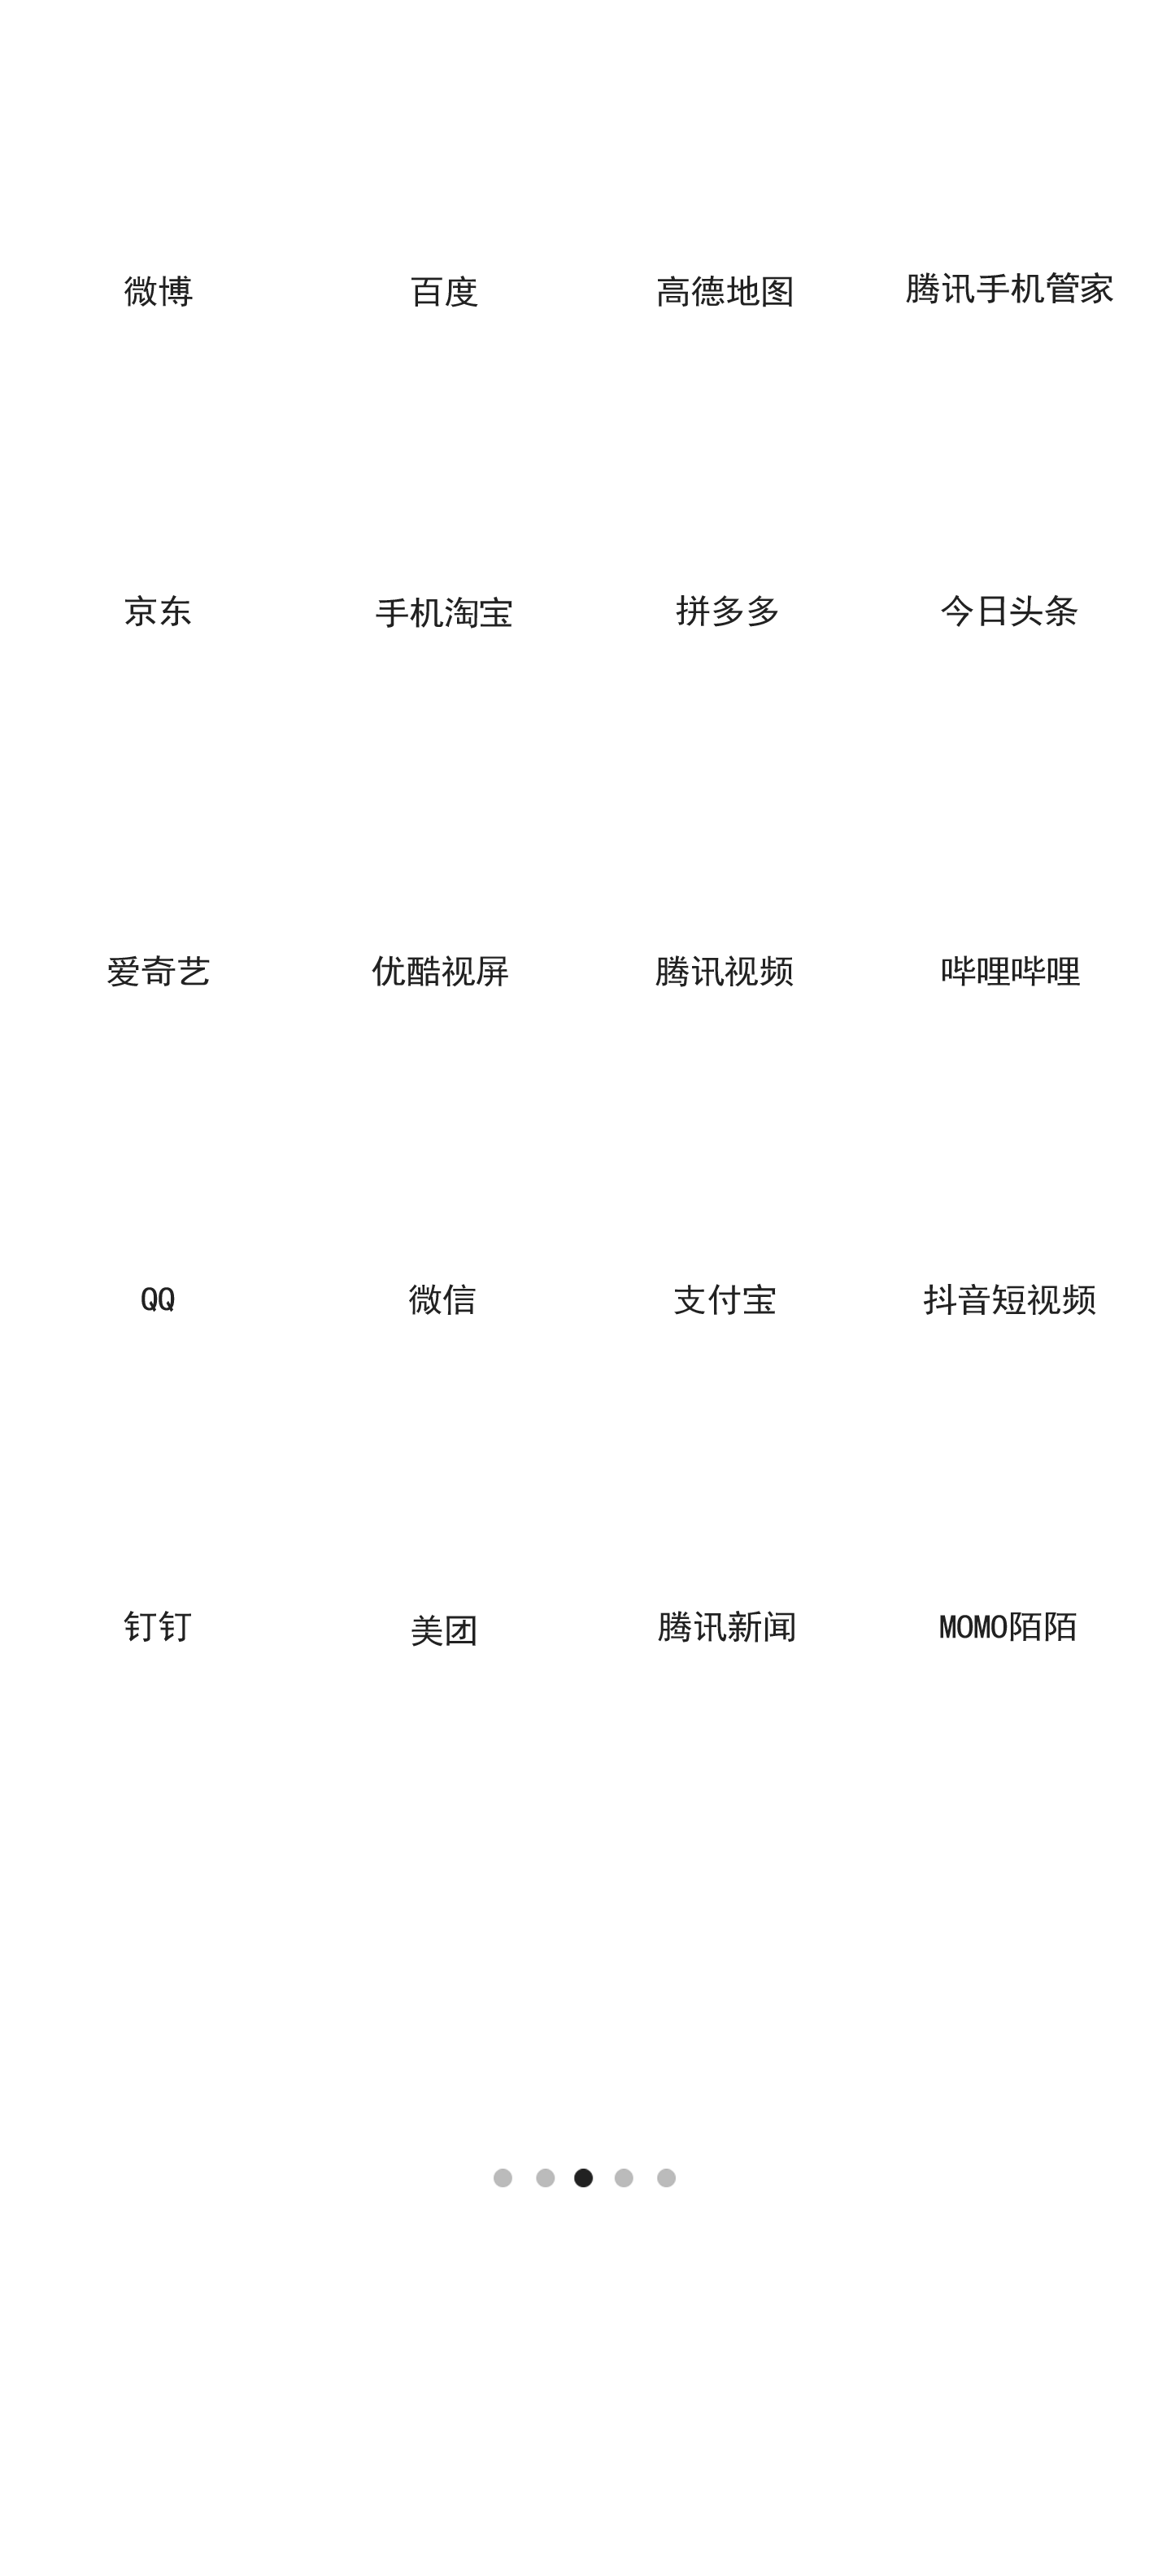 微博 百度 高德地图 腾讯手机管家
京东 手机淘宝 拼多多 今日头条
爱奇艺 优酷视屏 腾讯视频 哔哩哔哩
QQ 微信 支付宝 抖音短视频
钉钉 美团 腾讯新闻 MOMO陌陌